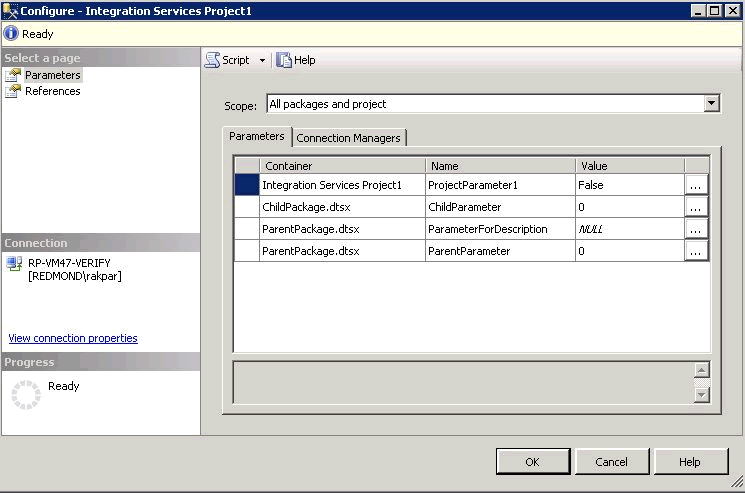 Configure - Integration Services Project1
Ready
Select a page
Parameters
References
Script
Help
Scope:
All packages and project
Parameters
Connection Managers
Container Name Value
Integration Services Project1 ProjectParameter1 False ...
ChildPackage.dtsx ChildParameter 0 ...
ParentPackage.dtsx ParameterForDescription NULL ...
ParentPackage.dtsx ParentParameter 0 ...
Connection
RP-VM47-VERIFY
[REDMOND\rakpar]
View connection properties
Progress
Ready
OK
Cancel
Help